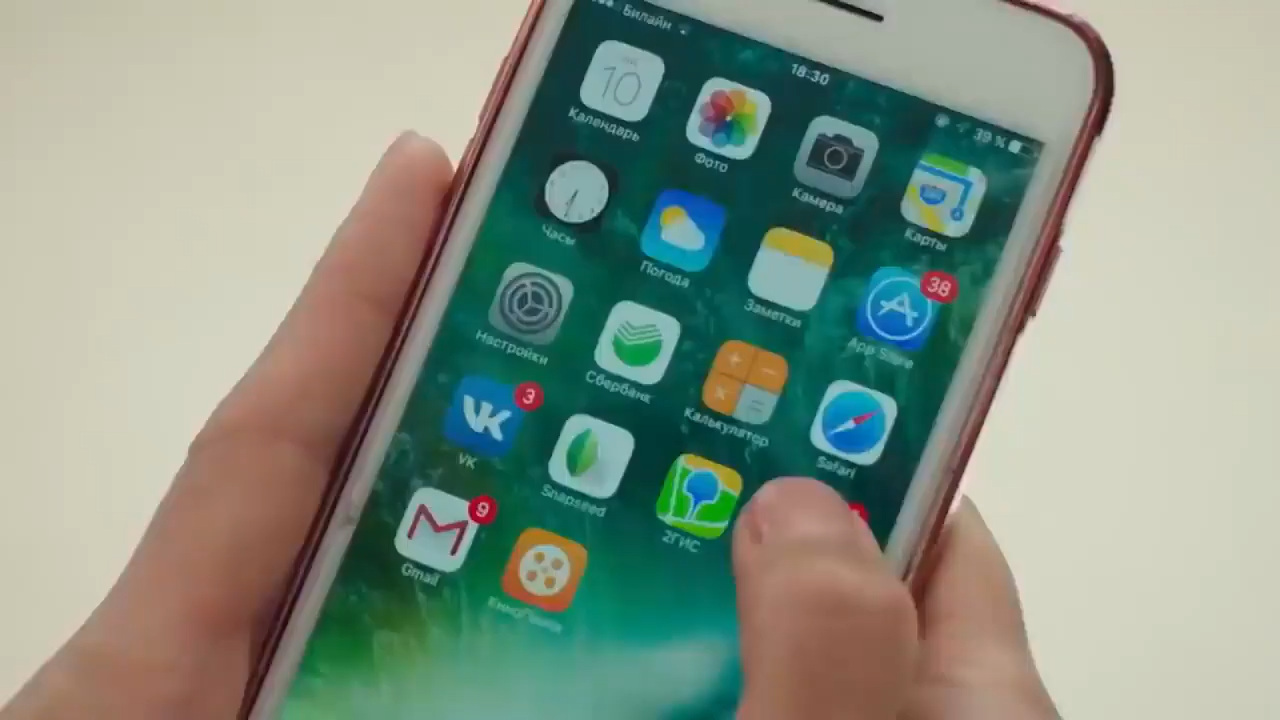 Билайн
18:30
39 %
10
Календарь
Фото
Камера
Карты
Часы
Погода
Заметки
38
App Store
Настройки
Сбербанк
Калькулятор
Safari
3
VK
Snapseed
2ГИС
9
Gmail